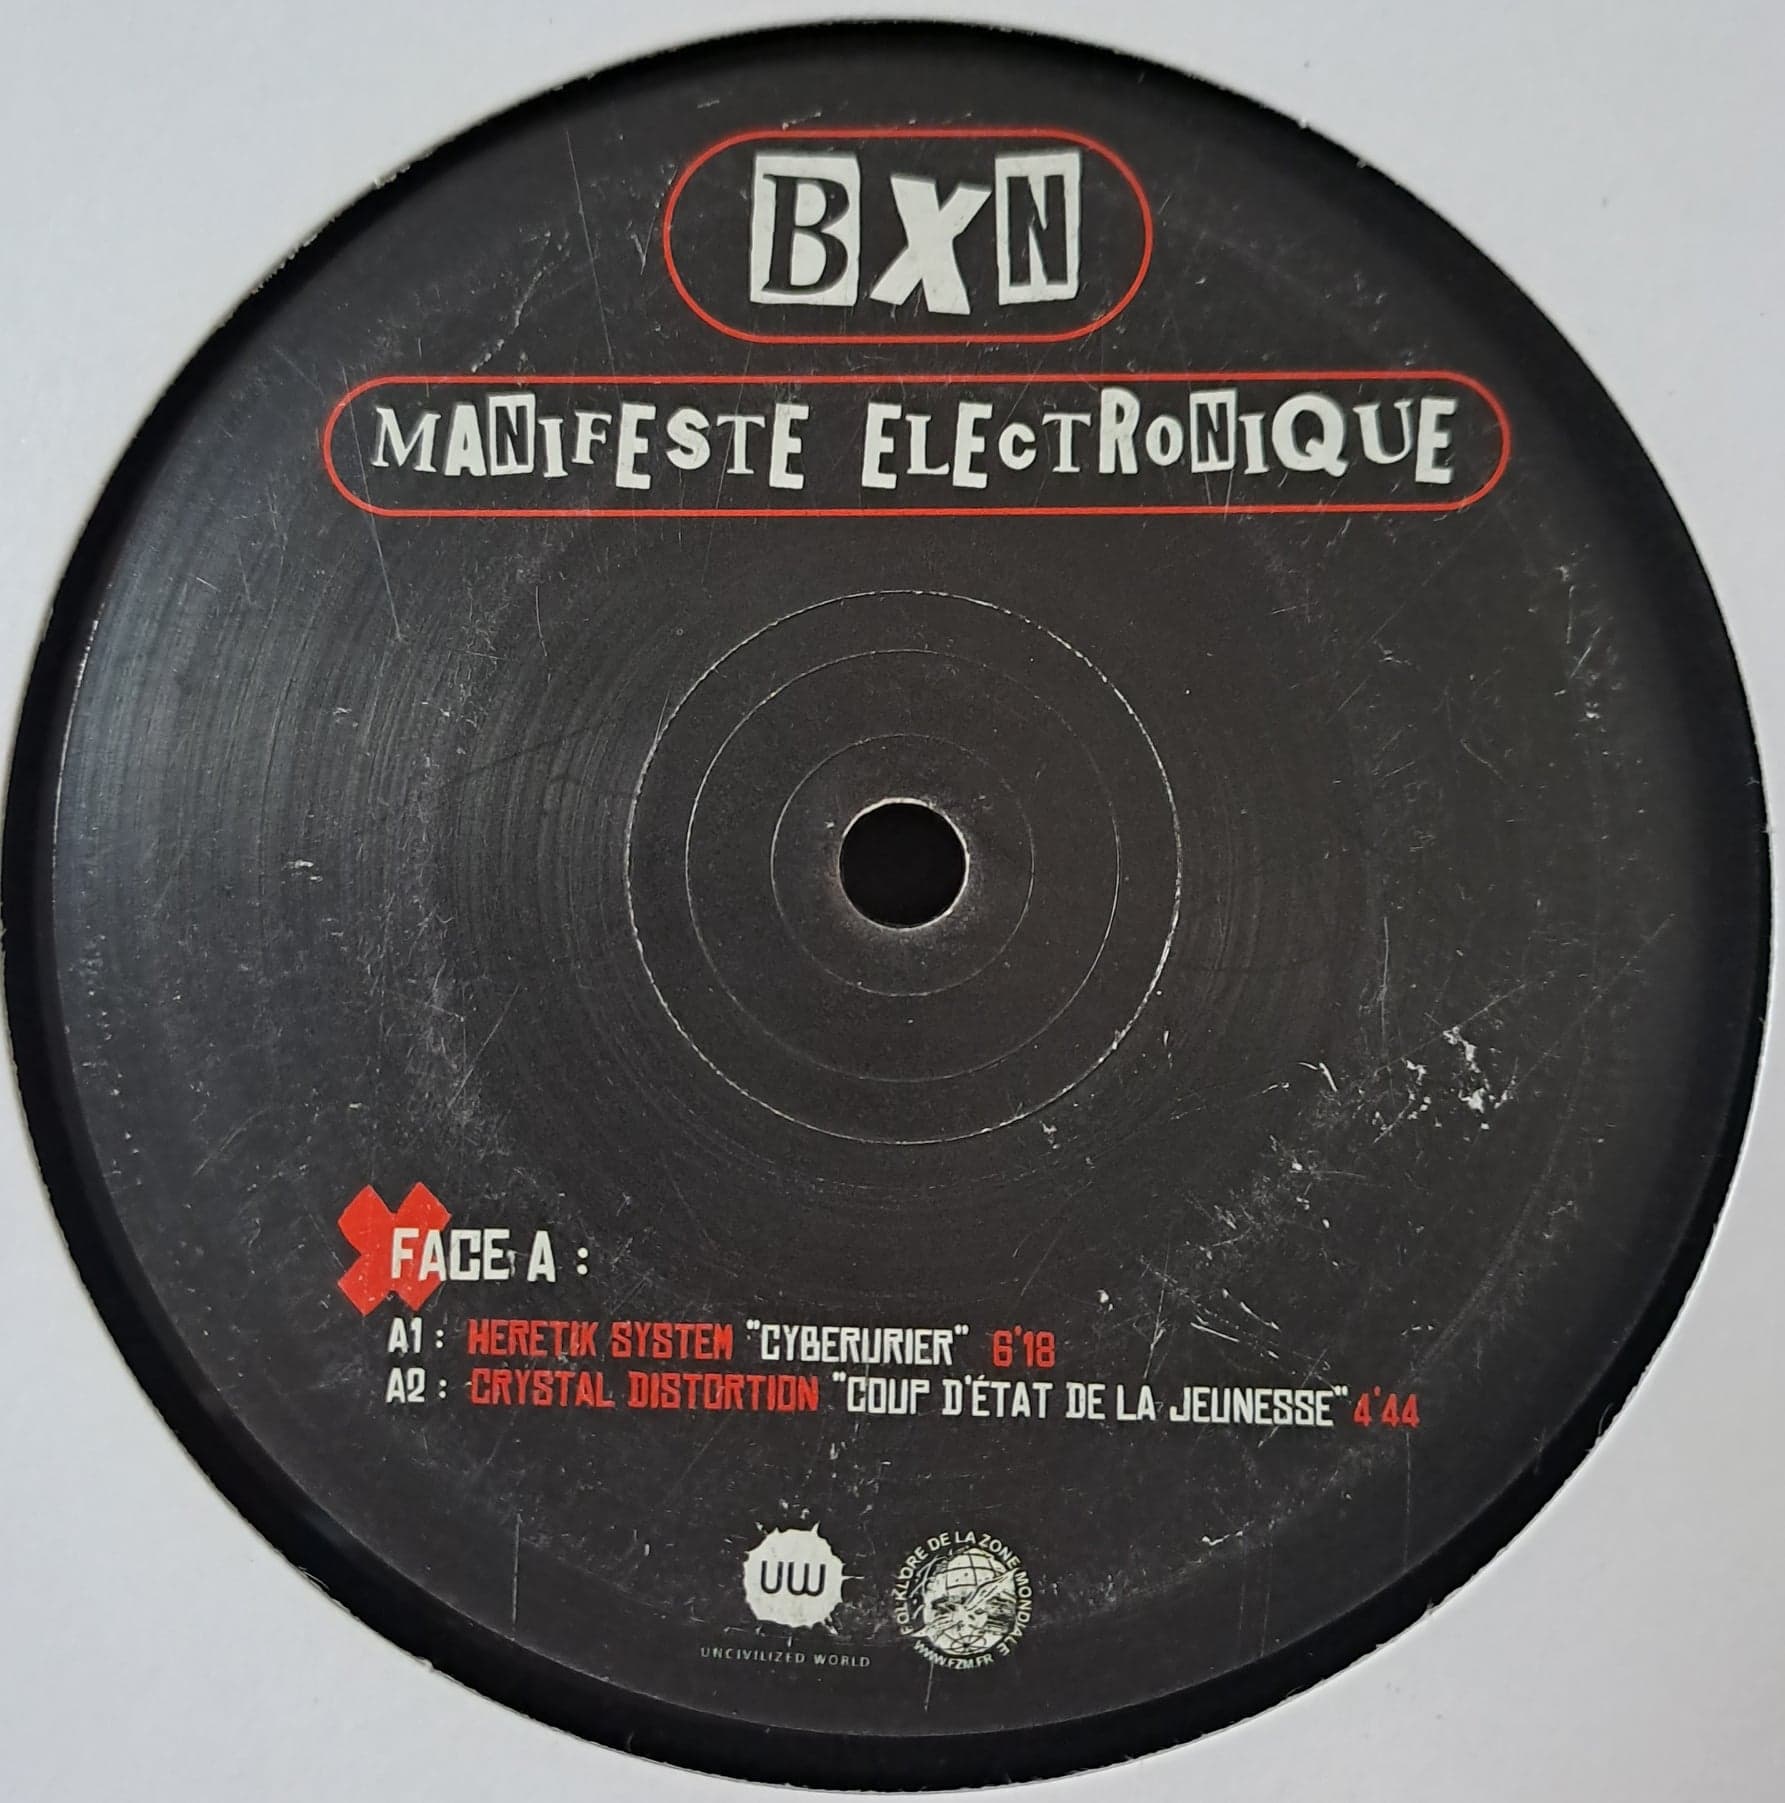 BXN
MANIFESTE ELECTRONIQUE
FACE A :
A1 : HERETIK SYSTEM "CYBERURIER" 6'18
A2 : CRYSTAL DISTORTION "COUP D'ÉTAT DE LA JEUNESSE" 4'44
UW
UNCIVILIZED WORLD
FOLKLORE DE LA ZONE MONDIALE
WWW.FZM.FR